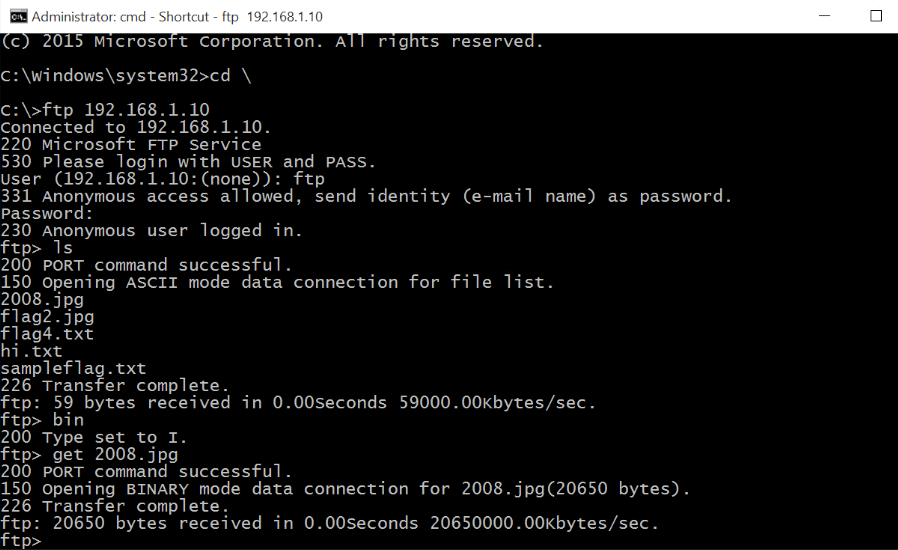 Administrator: cmd - Shortcut - ftp  192.168.1.10
(c) 2015 Microsoft Corporation. All rights reserved.
C:\Windows\system32>cd \
C:\>ftp 192.168.1.10
Connected to 192.168.1.10.
220 Microsoft FTP Service
530 Please login with USER and PASS.
User (192.168.1.10:(none)): ftp
331 Anonymous access allowed, send identity (e-mail name) as password.
Password:
230 Anonymous user logged in.
ftp> ls
200 PORT command successful.
150 Opening ASCII mode data connection for file list.
2008.jpg
flag2.jpg
flag4.txt
hi.txt
sampleflag.txt
226 Transfer complete.
ftp: 59 bytes received in 0.00Seconds 59000.00Kbytes/sec.
ftp> bin
200 Type set to I.
ftp> get 2008.jpg
200 PORT command successful.
150 Opening BINARY mode data connection for 2008.jpg(20650 bytes).
226 Transfer complete.
ftp: 20650 bytes received in 0.00Seconds 20650000.00Kbytes/sec.
ftp>